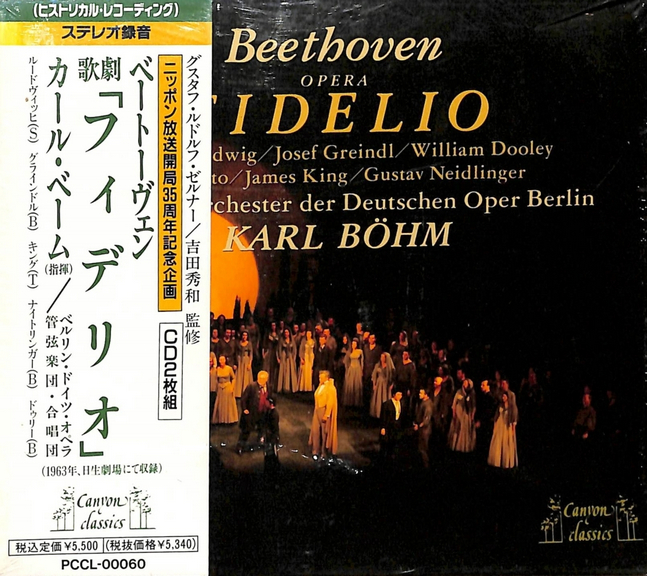 (ヒストリカル・レコーディング)
ステレオ録音
グスタフ・ルドルフ・ゼルナー/吉田秀和 監修
ニッポン放送開局35周年記念企画
CD2枚組
ベートーヴェン
歌劇「フィデリオ」
カール・ベーム(指揮)/ベルリン・ドイツ・オペラ
管弦楽団・合唱団
ルードヴィッヒ(S) グラインドル(B) キング(T) ナイトリンガー(B) ドゥリー(B)
(1963年、日生劇場にて収録)
Canyon
classics
税込定価¥5,500 (税抜価格¥5,340)
PCCL-00060
Beethoven
OPERA
FIDELIO
dwig/Josef Greindl/William Dooley
to/James King/Gustav Neidlinger
rchester der Deutschen Oper Berlin
KARL BÖHM
Canyon
classics